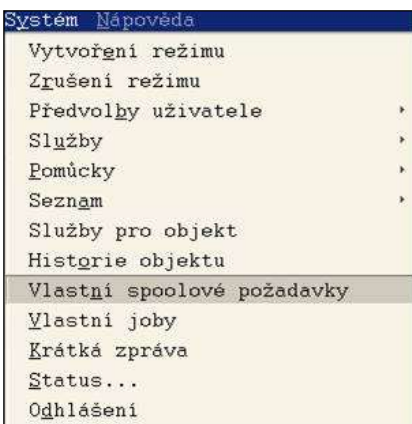 Systém Nápověda
Vytvoření režimu
Zrušení režimu
Předvolby uživatele
Služby
Pomůcky
Seznam
Služby pro objekt
Historie objektu
Vlastní spoolové požadavky
Vlastní joby
Krátká zpráva
Status...
Odhlášení